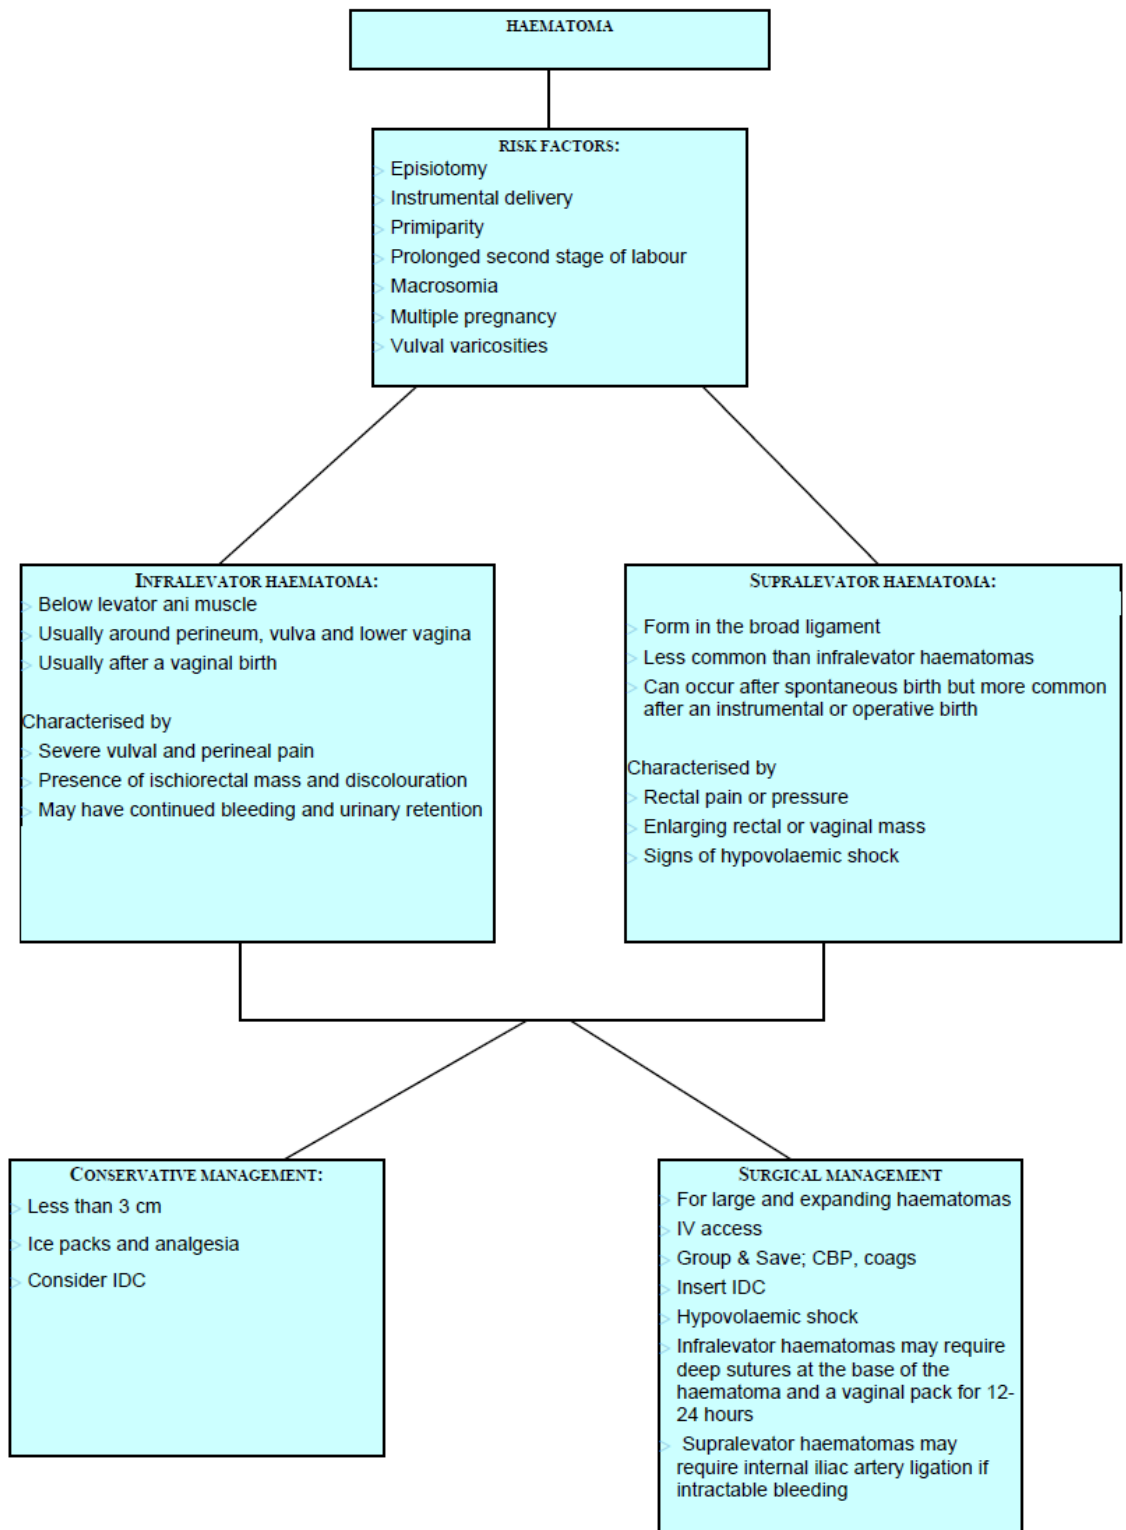 HAEMATOMA
RISK FACTORS:
> Episiotomy
> Instrumental delivery
> Primiparity
> Prolonged second stage of labour
> Macrosomia
> Multiple pregnancy
> Vulval varicosities
INFRALEVATOR HAEMATOMA:
> Below levator ani muscle
> Usually around perineum, vulva and lower vagina
> Usually after a vaginal birth
Characterised by
> Severe vulval and perineal pain
> Presence of ischiorectal mass and discolouration
> May have continued bleeding and urinary retention
SUPRALEVATOR HAEMATOMA:
> Form in the broad ligament
> Less common than infralevator haematomas
> Can occur after spontaneous birth but more common
after an instrumental or operative birth
Characterised by
> Rectal pain or pressure
> Enlarging rectal or vaginal mass
> Signs of hypovolaemic shock
CONSERVATIVE MANAGEMENT:
> Less than 3 cm
> Ice packs and analgesia
> Consider IDC
SURGICAL MANAGEMENT
> For large and expanding haematomas
> IV access
> Group & Save; CBP, coags
> Insert IDC
> Hypovolaemic shock
> Infralevator haematomas may require
deep sutures at the base of the
haematoma and a vaginal pack for 12-
24 hours
> Supralevator haematomas may
require internal iliac artery ligation if
intractable bleeding